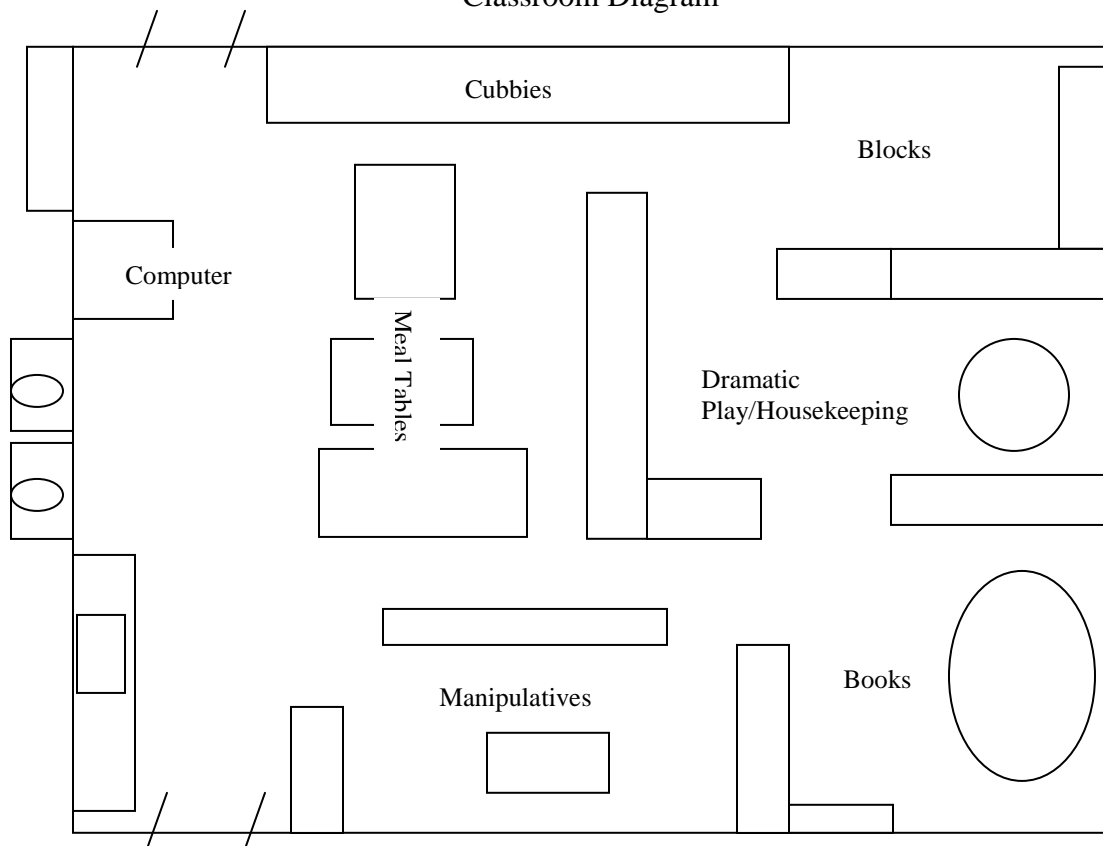 Classroom Diagram
Cubbies
Blocks
Computer
Meal Tables
Dramatic
Play/Housekeeping
Manipulatives
Books